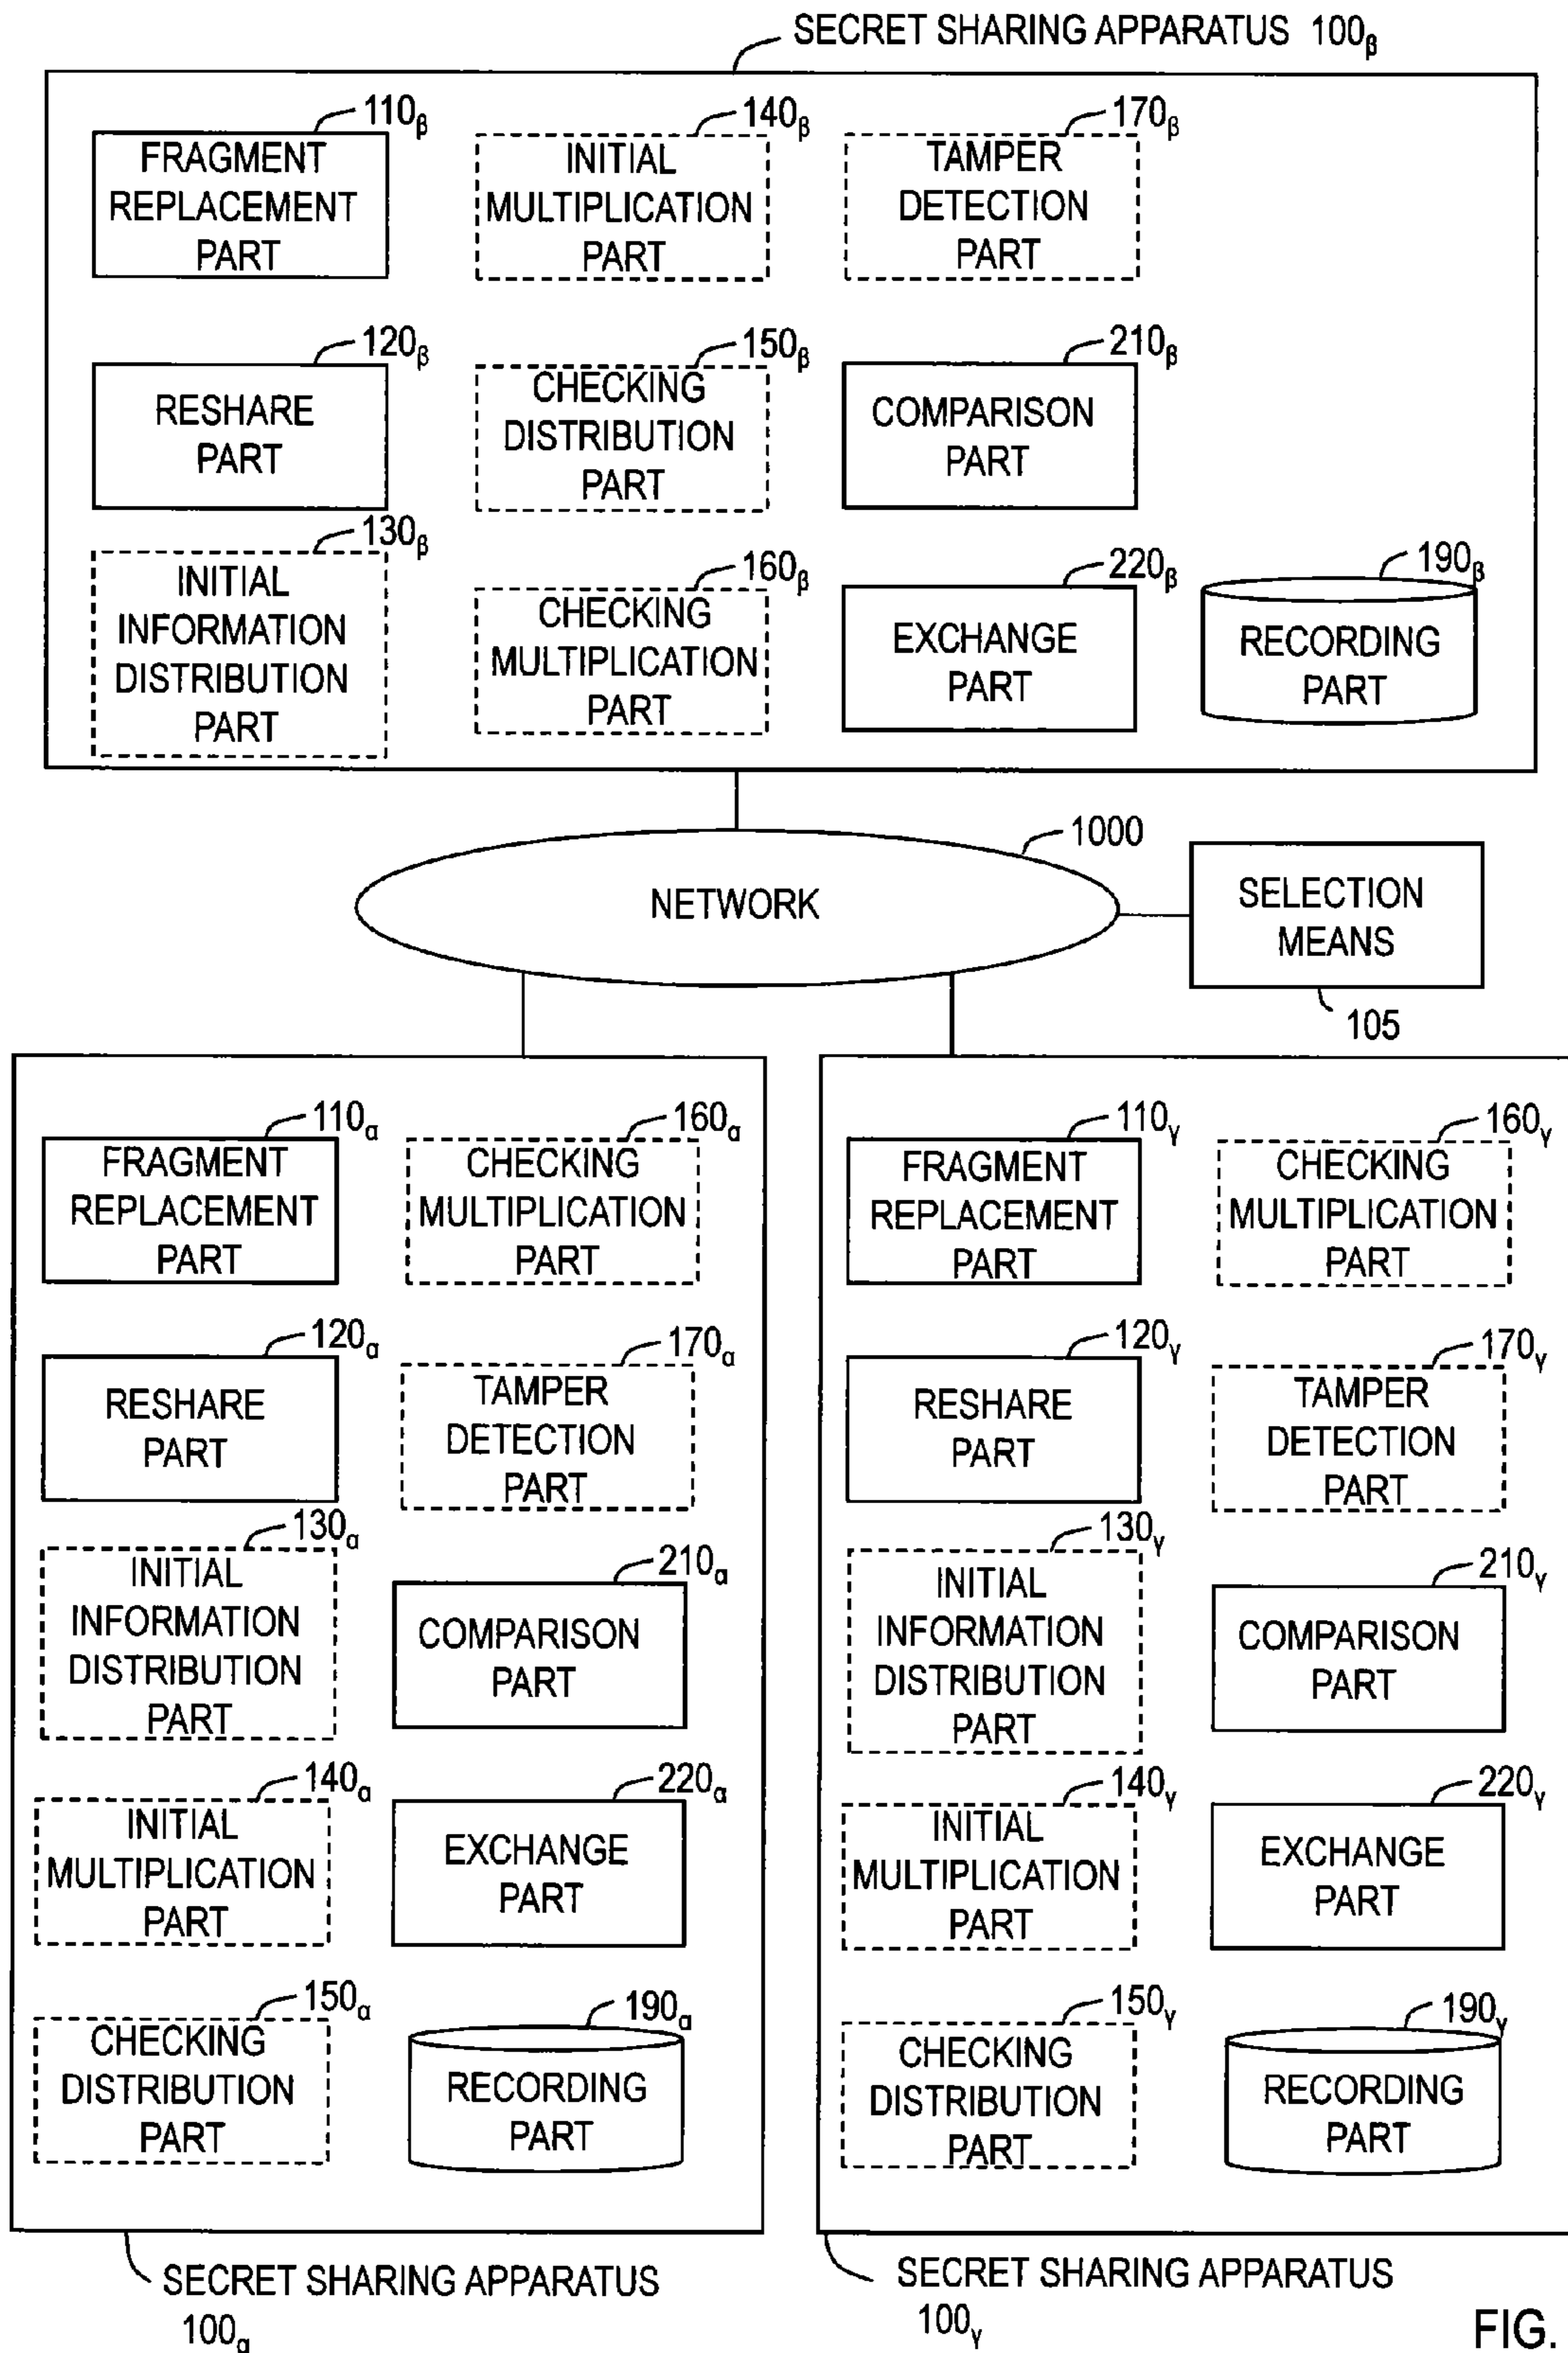 SECRET SHARING APPARATUS 100β
110β
FRAGMENT
REPLACEMENT
PART
140β
INITIAL
MULTIPLICATION
PART
170β
TAMPER
DETECTION
PART
120β
RESHARE
PART
150β
CHECKING
DISTRIBUTION
PART
210β
COMPARISON
PART
130β
INITIAL
INFORMATION
DISTRIBUTION
PART
160β
CHECKING
MULTIPLICATION
PART
220β
EXCHANGE
PART
190β
RECORDING
PART
1000
NETWORK
SELECTION
MEANS
105
110α
FRAGMENT
REPLACEMENT
PART
160α
CHECKING
MULTIPLICATION
PART
120α
RESHARE
PART
170α
TAMPER
DETECTION
PART
130α
INITIAL
INFORMATION
DISTRIBUTION
PART
210α
COMPARISON
PART
140α
INITIAL
MULTIPLICATION
PART
220α
EXCHANGE
PART
150α
CHECKING
DISTRIBUTION
PART
190α
RECORDING
PART
SECRET SHARING APPARATUS
100α
110γ
FRAGMENT
REPLACEMENT
PART
160γ
CHECKING
MULTIPLICATION
PART
120γ
RESHARE
PART
170γ
TAMPER
DETECTION
PART
130γ
INITIAL
INFORMATION
DISTRIBUTION
PART
210γ
COMPARISON
PART
140γ
INITIAL
MULTIPLICATION
PART
220γ
EXCHANGE
PART
150γ
CHECKING
DISTRIBUTION
PART
190γ
RECORDING
PART
SECRET SHARING APPARATUS
100γ
FIG.